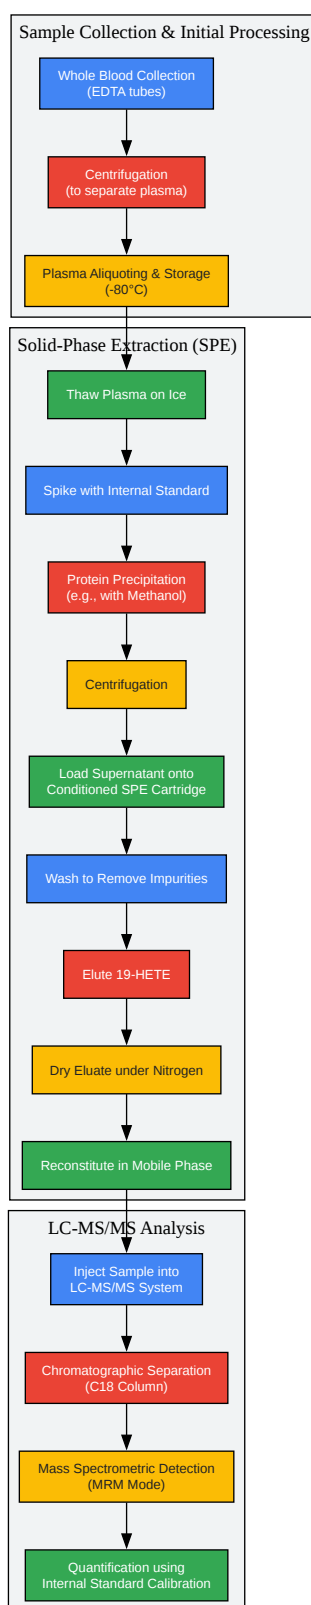 Sample Collection & Initial Processing
Whole Blood Collection
(EDTA tubes)
Centrifugation
(to separate plasma)
Plasma Aliquoting & Storage
(-80°C)
Solid-Phase Extraction (SPE)
Thaw Plasma on Ice
Spike with Internal Standard
Protein Precipitation
(e.g., with Methanol)
Centrifugation
Load Supernatant onto
Conditioned SPE Cartridge
Wash to Remove Impurities
Elute 19-HETE
Dry Eluate under Nitrogen
Reconstitute in Mobile Phase
LC-MS/MS Analysis
Inject Sample into
LC-MS/MS System
Chromatographic Separation
(C18 Column)
Mass Spectrometric Detection
(MRM Mode)
Quantification using
Internal Standard Calibration